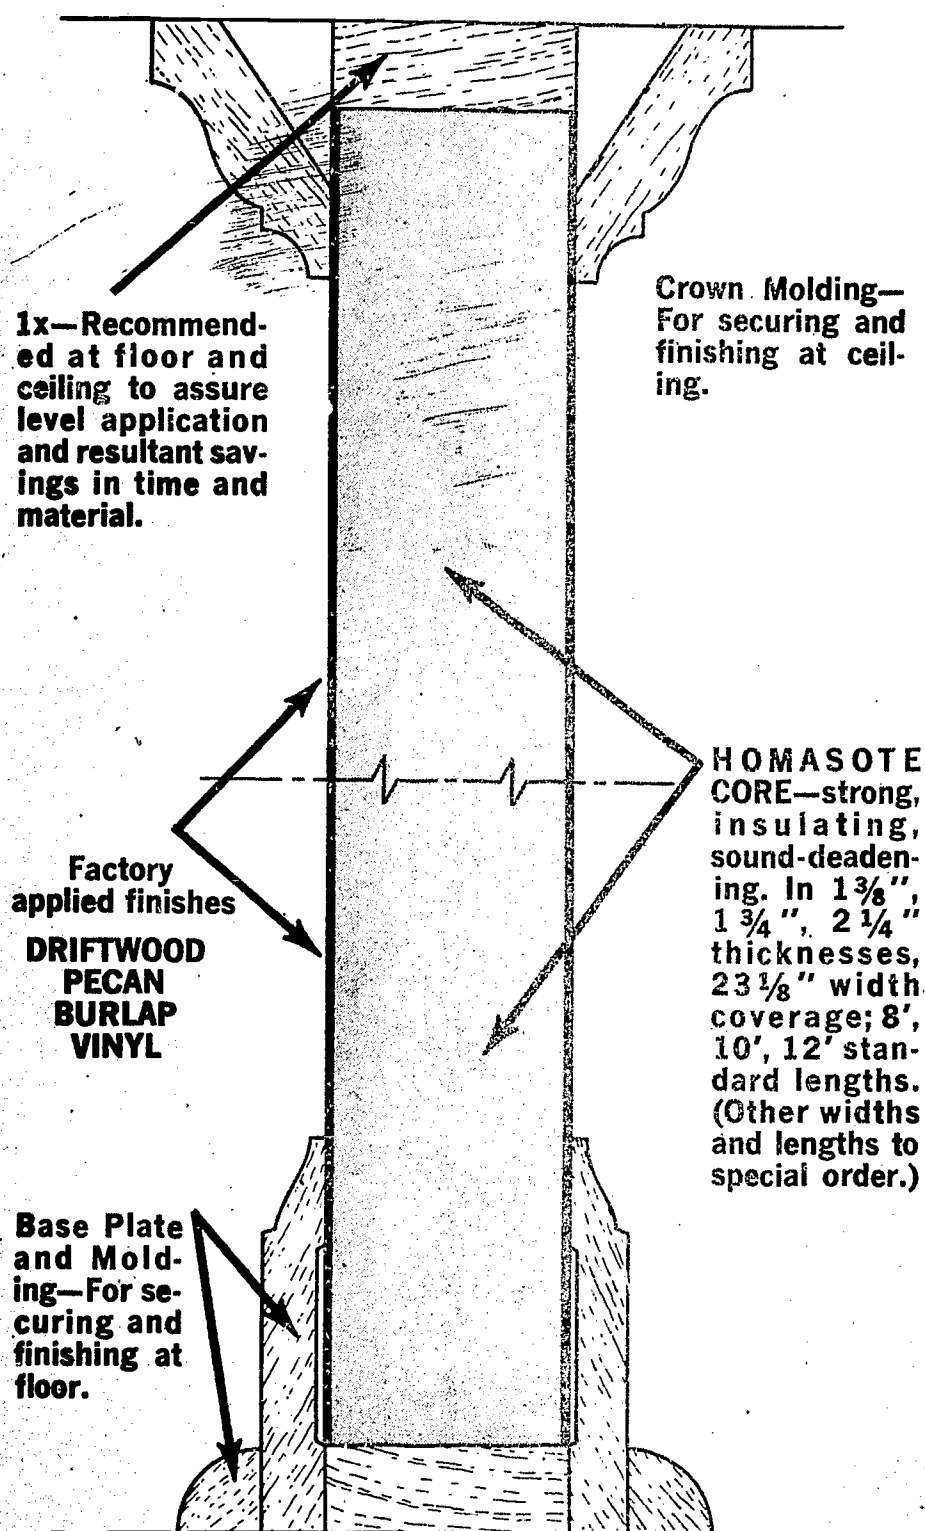 1x—Recommend-
ed at floor and
ceiling to assure
level application
and resultant sav-
ings in time and
material.
Crown Molding—
For securing and
finishing at ceil-
ing.
Factory
applied finishes
DRIFTWOOD
PECAN
BURLAP
VINYL
HOMASOTE
CORE—strong,
insulating,
sound-deaden-
ing. In 1⅜″,
1¾″, 2¼″
thicknesses,
23⅛″ width
coverage; 8′,
10′, 12′ stan-
dard lengths.
(Other widths
and lengths to
special order.)
Base Plate
and Mold-
ing—For se-
curing and
finishing at
floor.